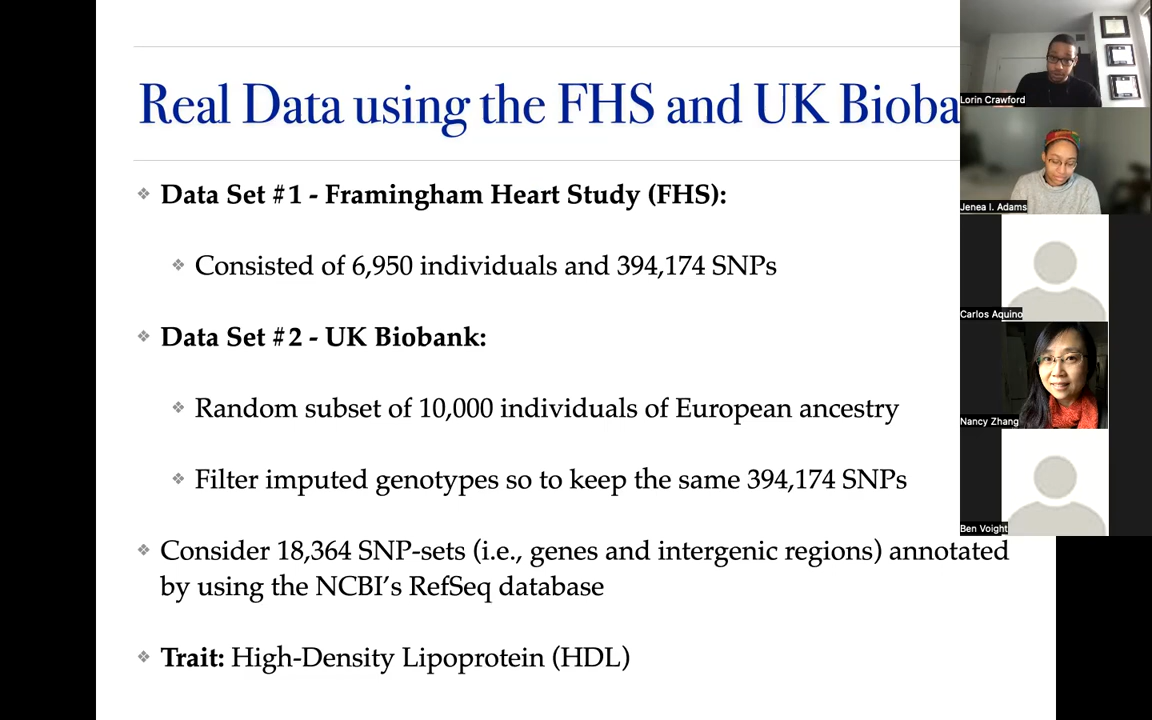 Real Data using the FHS and UK Bioba
❖ Data Set #1 - Framingham Heart Study (FHS):
❖ Consisted of 6,950 individuals and 394,174 SNPs
❖ Data Set #2 - UK Biobank:
❖ Random subset of 10,000 individuals of European ancestry
❖ Filter imputed genotypes so to keep the same 394,174 SNPs
❖ Consider 18,364 SNP-sets (i.e., genes and intergenic regions) annotated
by using the NCBI’s RefSeq database
❖ Trait: High-Density Lipoprotein (HDL)
Lorin Crawford
Jenea I. Adams
Carlos Aquino
Nancy Zhang
Ben Voight